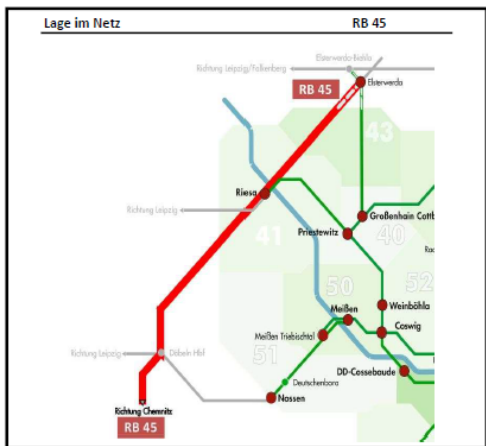 Lage im Netz RB 45
Elsterwerda-Biehla
Richtung Leipzig/Falkenberg
RB 45
Elsterwerda
43
Riesa
Richtung Leipzig
41
Großenhain Cottb
Priestewitz
40
Rad
50
52
Weinböhla
Meißen
Coswig
Meißen Triebischtal
Richtung Leipzig
Döbeln Hbf
51
DD-Cossebaude
Deutschenbora
Nossen
Richtung Chemnitz
RB 45